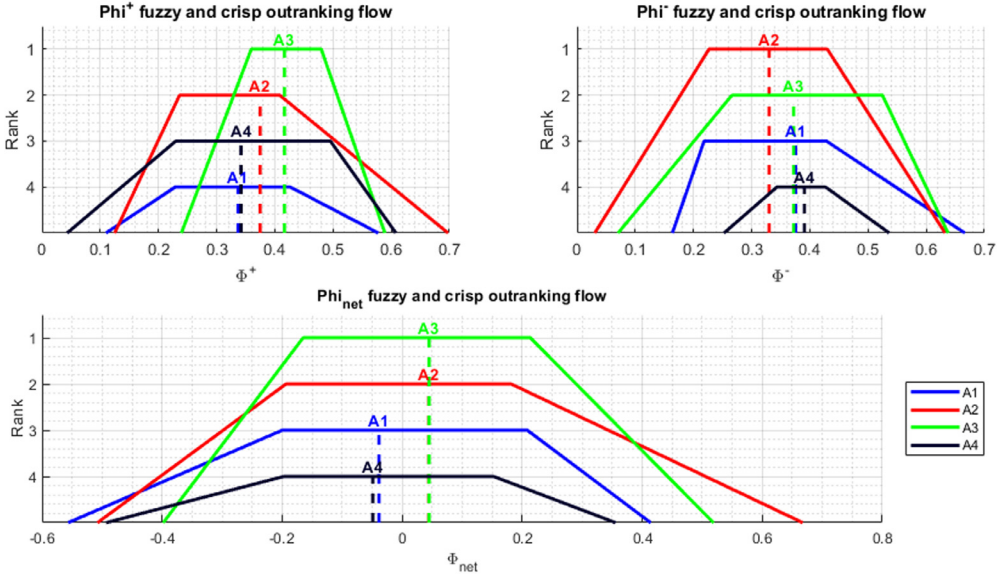 Phi+ fuzzy and crisp outranking flow
Rank
1
2
3
4
A3
A2
A4
A1
0 0.1 0.2 0.3 0.4 0.5 0.6 0.7
Φ+
Phi- fuzzy and crisp outranking flow
Rank
1
2
3
4
A2
A3
A1
A4
0 0.1 0.2 0.3 0.4 0.5 0.6 0.7
Φ-
Phinet fuzzy and crisp outranking flow
Rank
1
2
3
4
A3
A2
A1
A4
-0.6 -0.4 -0.2 0 0.2 0.4 0.6 0.8
Φnet
A1
A2
A3
A4